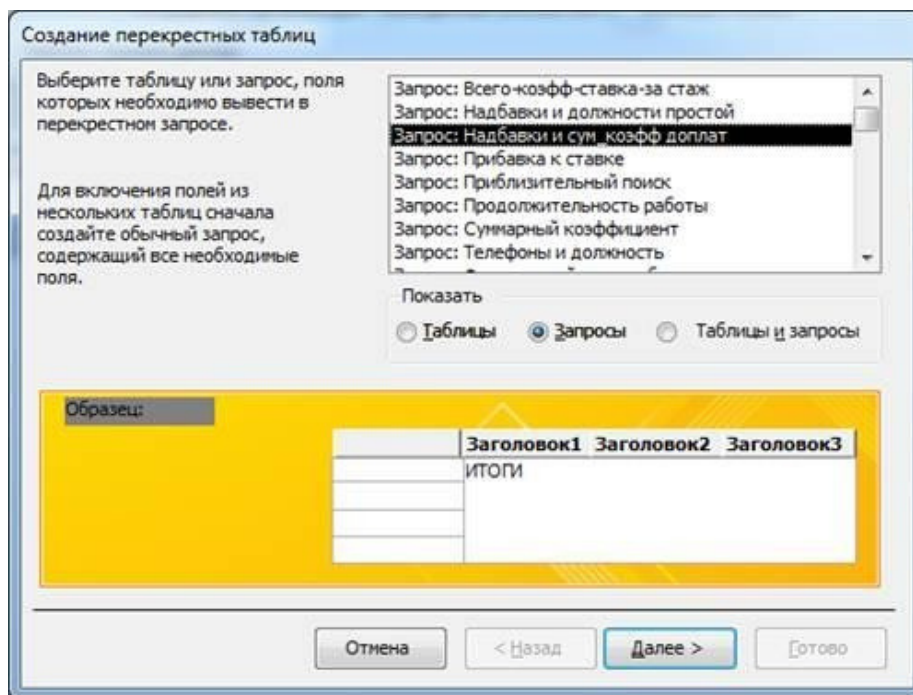 Создание перекрестных таблиц
Выберите таблицу или запрос, поля
которых необходимо вывести в
перекрестном запросе.
Для включения полей из
нескольких таблиц сначала
создайте обычный запрос,
содержащий все необходимые
поля.
Запрос: Всего-коэфф-ставка-за стаж
Запрос: Надбавки и должности простой
Запрос: Надбавки и сум_коэфф доплат
Запрос: Прибавка к ставке
Запрос: Приблизительный поиск
Запрос: Продолжительность работы
Запрос: Суммарный коэффициент
Запрос: Телефоны и должность
Показать
Таблицы Запросы Таблицы и запросы
Образец:
Заголовок1 Заголовок2 Заголовок3
ИТОГИ
Отмена < Назад Далее > Готово